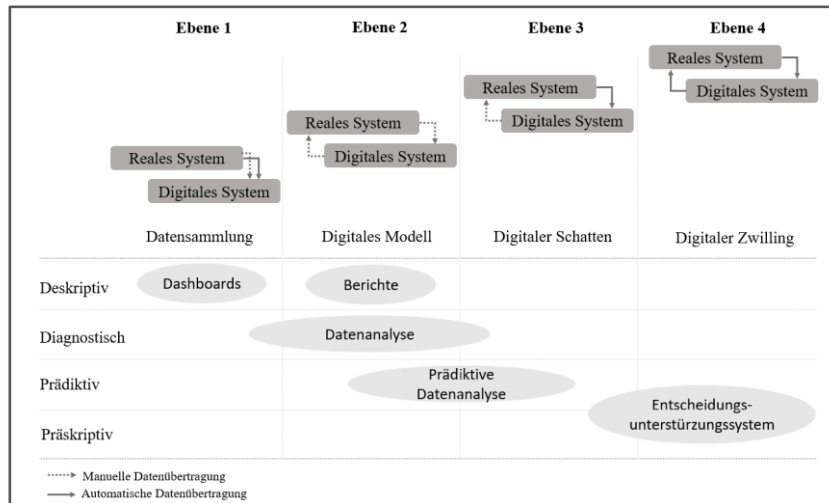 Ebene 1 Ebene 2 Ebene 3 Ebene 4
Reales System
Digitales System
Reales System
Digitales System
Reales System
Digitales System
Reales System
Digitales System
Datensammlung Digitales Modell Digitaler Schatten Digitaler Zwilling
Deskriptiv
Dashboards
Berichte
Diagnostisch
Datenanalyse
Prädiktiv
Prädiktive
Datenanalyse
Präskriptiv
Entscheidungs-
unterstürzungssystem
Manuelle Datenübertragung
Automatische Datenübertragung